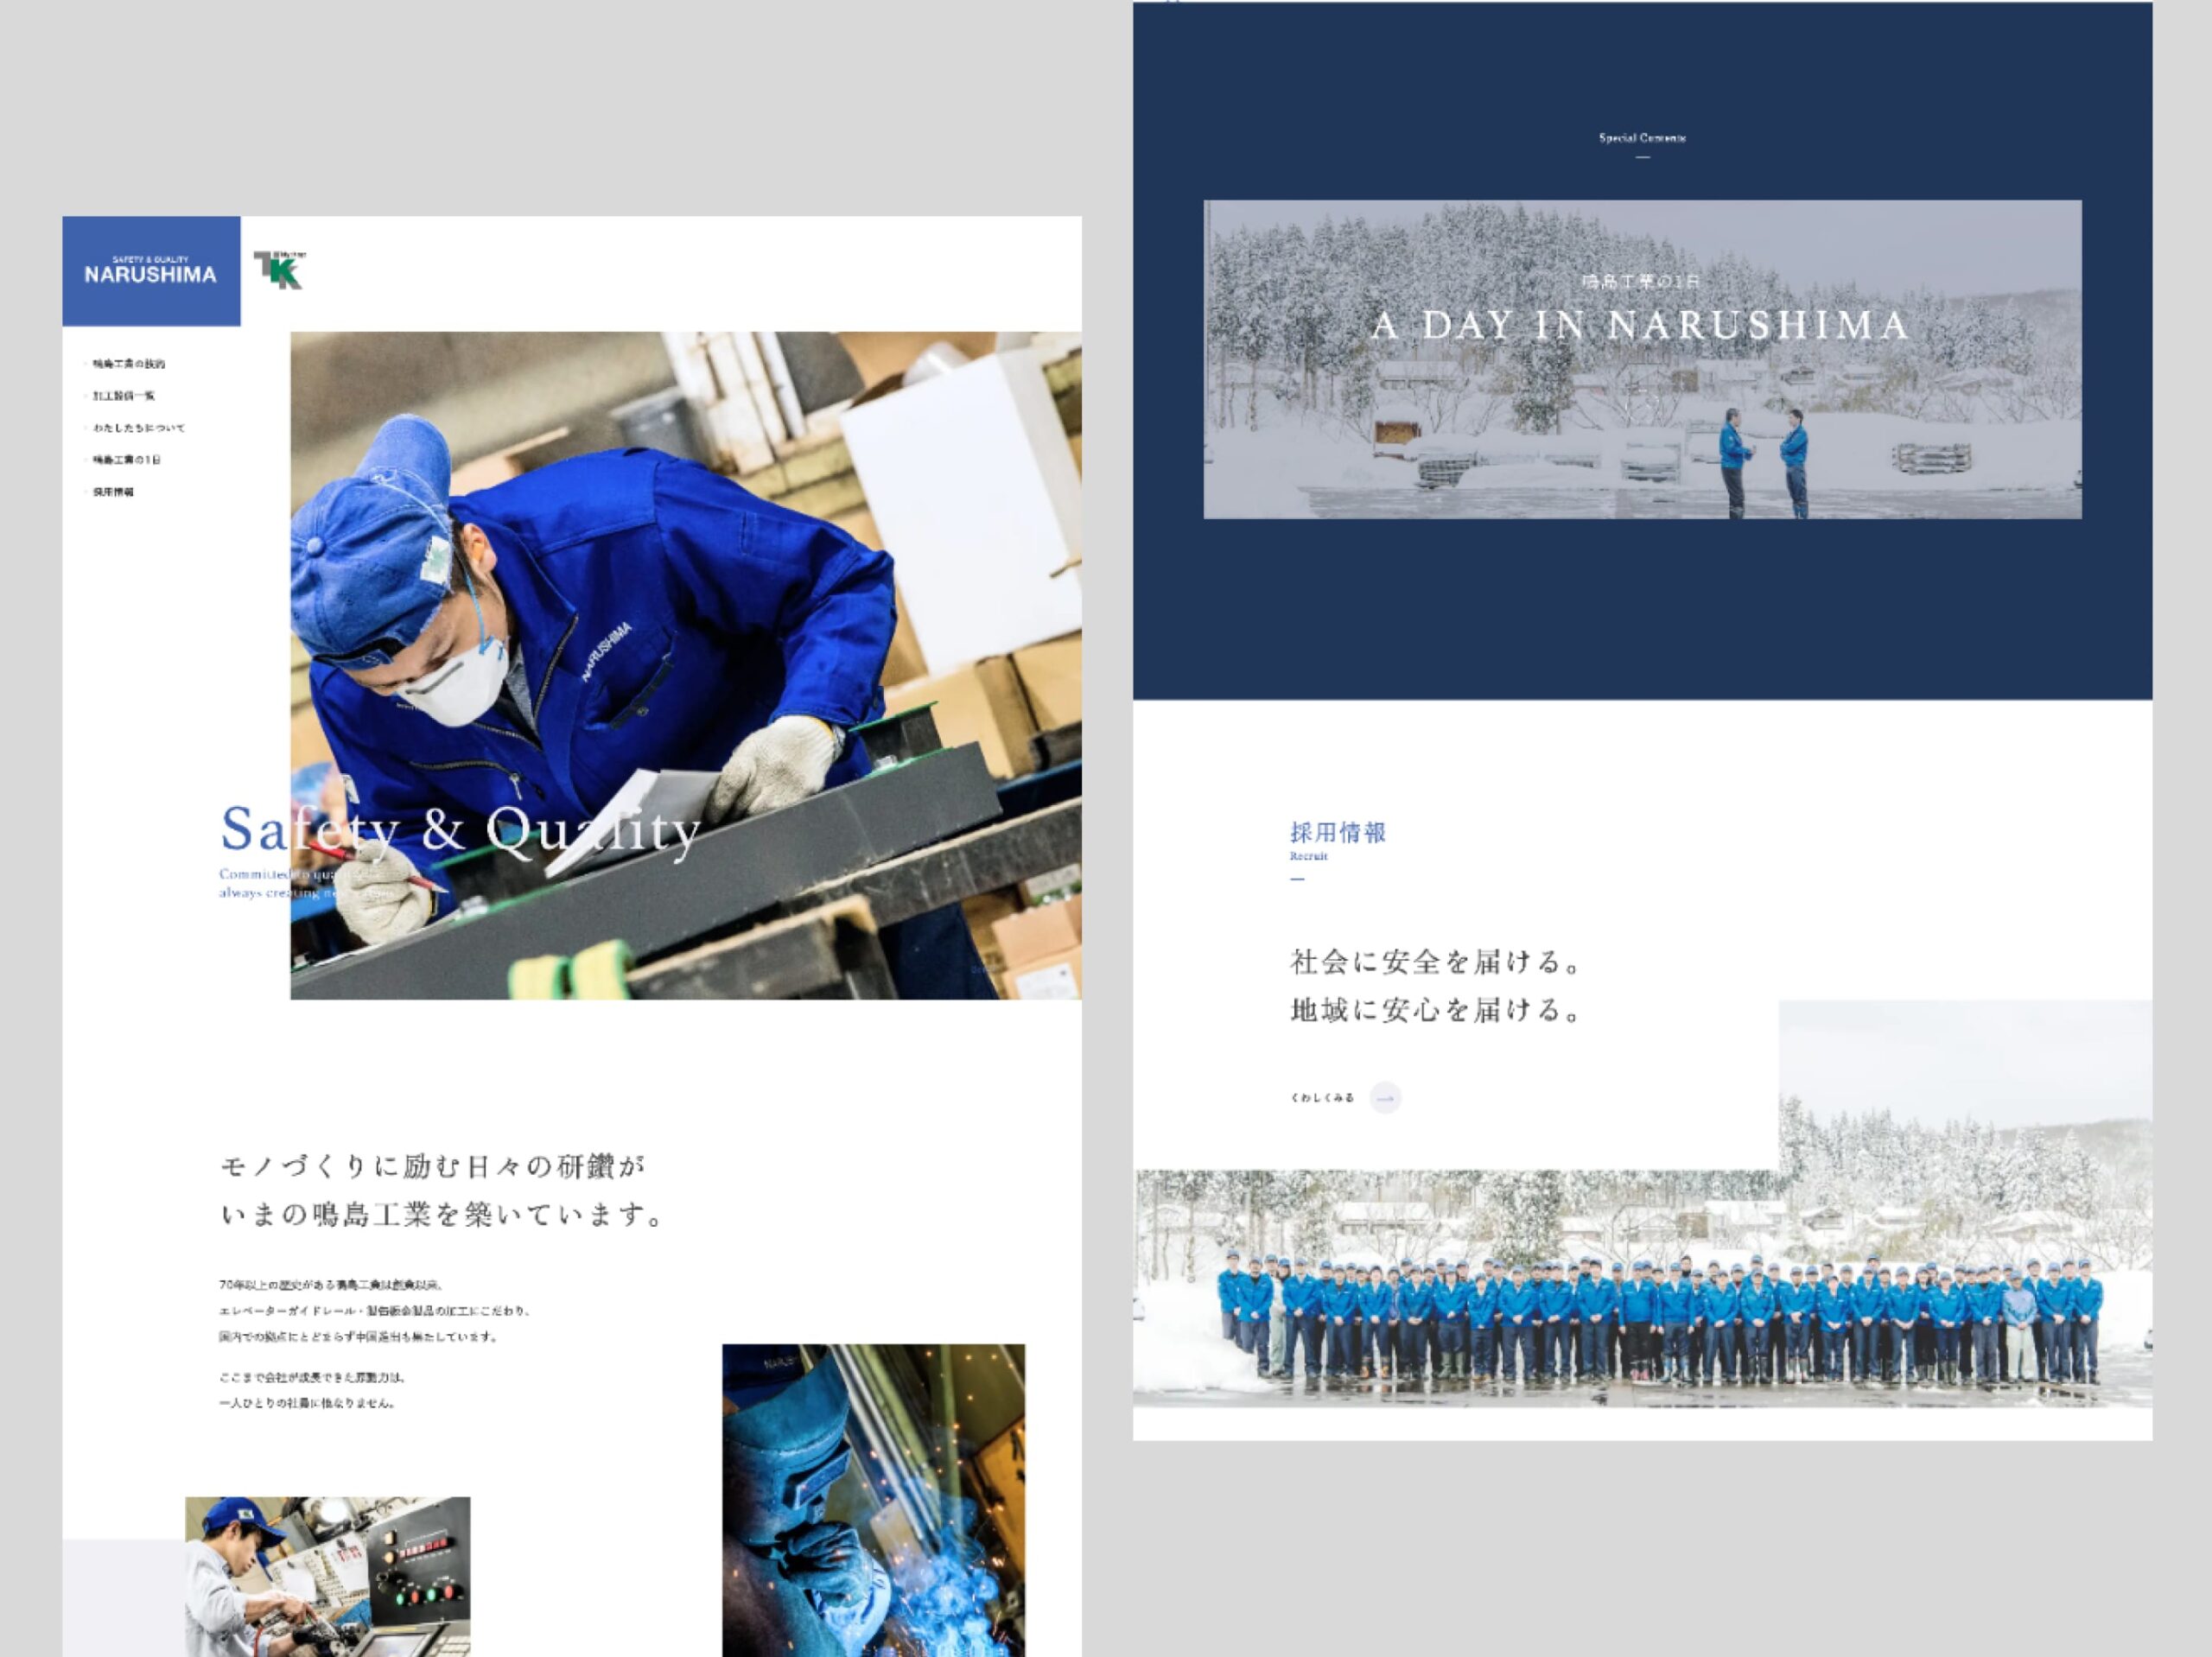 SAFETY & QUALITY
NARUSHIMA
TK
鳴島工業の技術
加工設備一覧
わたしたちについて
鳴島工業の1日
採用情報
NARUSHIMA
Safety & Quality
Committed to
always creating
モノづくりに励む日々の研鑽が
いまの鳴島工業を築いています。
70年以上の歴史がある鳴島工業は創業以来、
エレベーターガイドレール・製缶板金製品の加工にこだわり、
国内での拠点にとどまらず中国進出も果たしています。
ここまで会社が成長できた原動力は、
一人ひとりの社員に他なりません。
Special Contents
鳴島工業の1日
A DAY IN NARUSHIMA
採用情報
Recruit
社会に安全を届ける。
地域に安心を届ける。
くわしくみる